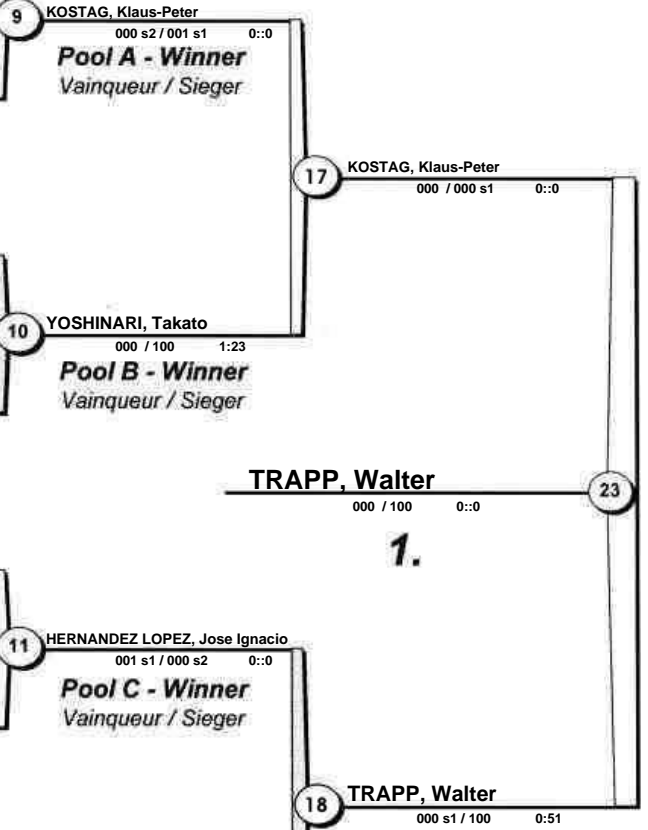 9
KOSTAG, Klaus-Peter
000 s2 / 001 s1 0::0
Pool A - Winner
Vainqueur / Sieger
17
KOSTAG, Klaus-Peter
000 / 000 s1 0::0
10
YOSHINARI, Takato
000 / 100 1:23
Pool B - Winner
Vainqueur / Sieger
TRAPP, Walter
000 / 100 0::0
23
1.
11
HERNANDEZ LOPEZ, Jose Ignacio
001 s1 / 000 s2 0::0
Pool C - Winner
Vainqueur / Sieger
18
TRAPP, Walter
000 s1 / 100 0:51